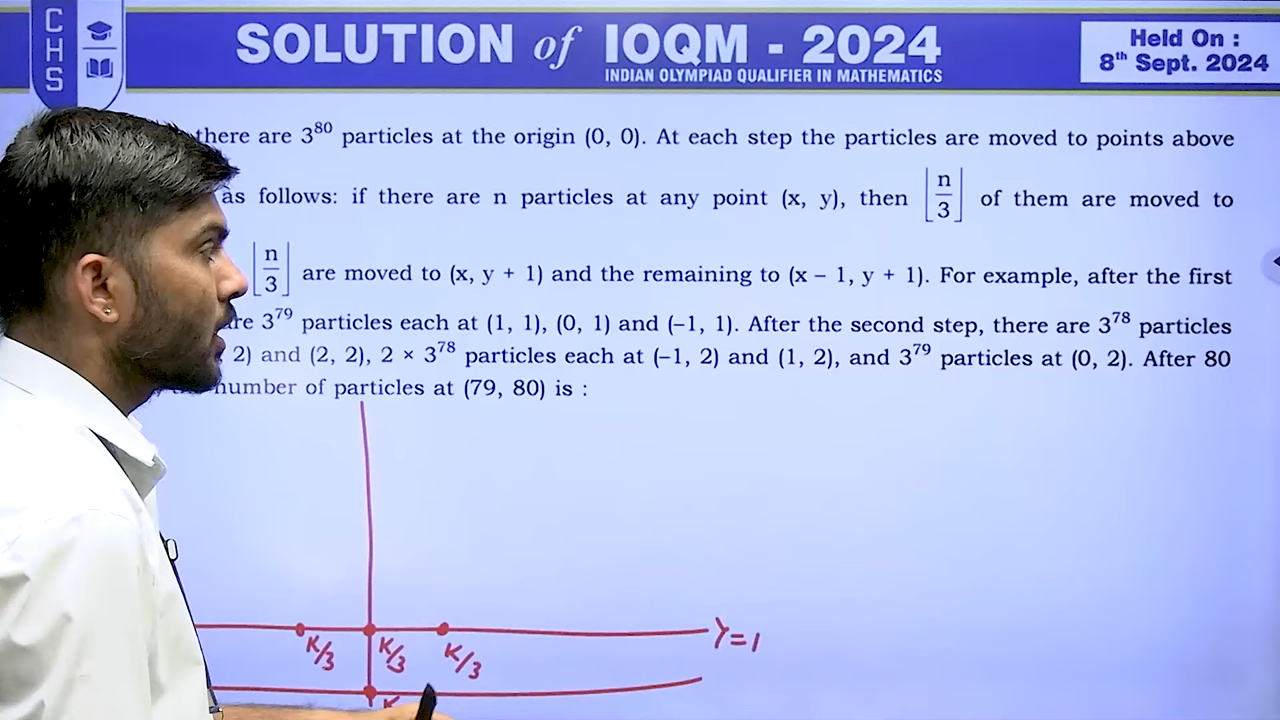 CHS
SOLUTION of IOQM - 2024
INDIAN OLYMPIAD QUALIFIER IN MATHEMATICS
Held On :
8th Sept. 2024
there are 3^80 particles at the origin (0, 0). At each step the particles are moved to points above
as follows: if there are n particles at any point (x, y), then ⌊n/3⌋ of them are moved to
⌊n/3⌋ are moved to (x, y + 1) and the remaining to (x − 1, y + 1). For example, after the first
3^79 particles each at (1, 1), (0, 1) and (−1, 1). After the second step, there are 3^78 particles
2) and (2, 2), 2 × 3^78 particles each at (−1, 2) and (1, 2), and 3^79 particles at (0, 2). After 80
number of particles at (79, 80) is :
K/3 K/3 K/3 Y=1